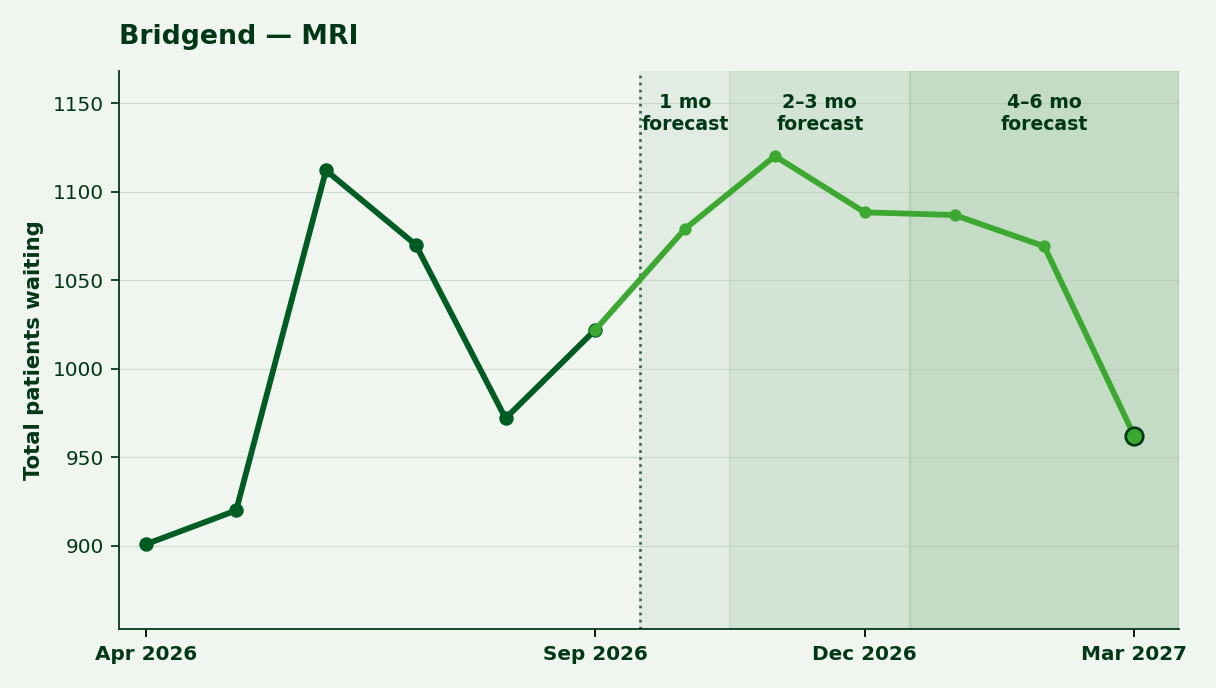 Bridgend — MRI
1 mo
forecast
2–3 mo
forecast
4–6 mo
forecast
Total patients waiting
1150
1100
1050
1000
950
900
Apr 2026
Sep 2026
Dec 2026
Mar 2027